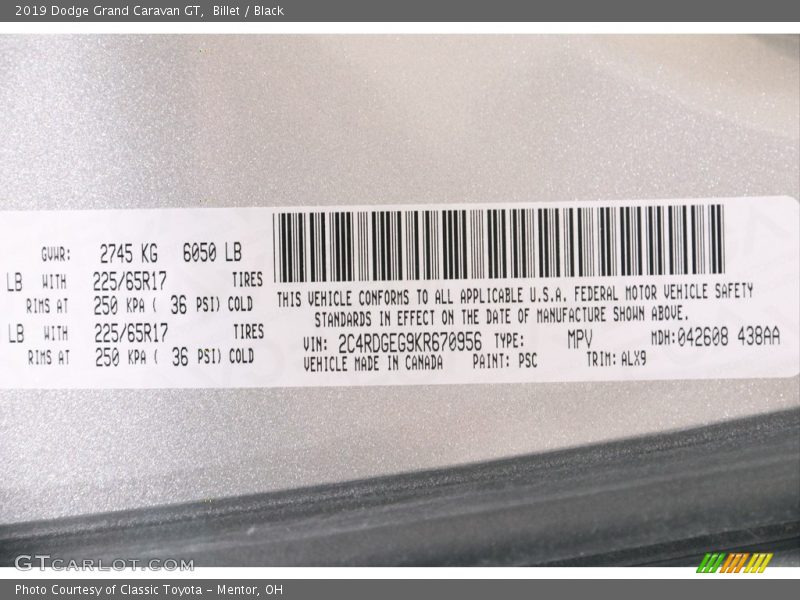 2019 Dodge Grand Caravan GT, Billet / Black
GVWR: 2745 KG 6050 LB
LB WITH 225/65R17 TIRES
RIMS AT 250 KPA ( 36 PSI) COLD
LB WITH 225/65R17 TIRES
RIMS AT 250 KPA ( 36 PSI) COLD
THIS VEHICLE CONFORMS TO ALL APPLICABLE U.S.A. FEDERAL MOTOR VEHICLE SAFETY
STANDARDS IN EFFECT ON THE DATE OF MANUFACTURE SHOWN ABOVE.
VIN: 2C4RDGEG9KR670956 TYPE: MPV MDH:042608 438AA
VEHICLE MADE IN CANADA PAINT: PSC TRIM: ALX9
GTCARLOT.COM
Photo Courtesy of Classic Toyota - Mentor, OH